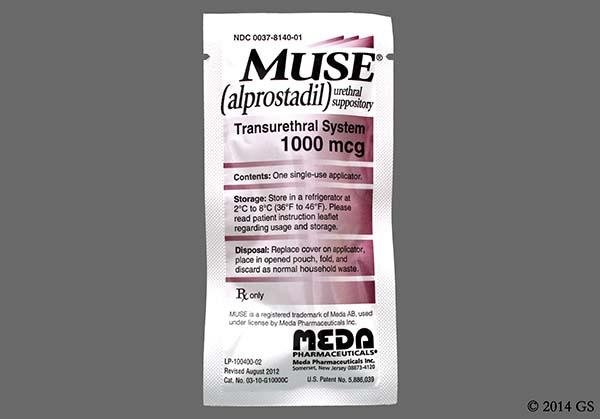 NDC 0037-8140-01
MUSE®
(alprostadil) urethral suppository
Transurethral System
1000 mcg
Contents: One single-use applicator.
Storage: Store in a refrigerator at
2°C to 8°C (36°F to 46°F). Please
read patient instruction leaflet
regarding usage and storage.
Disposal: Replace cover on applicator,
place in opened pouch, fold, and
discard as normal household waste.
Rx only
MUSE is a registered trademark of Meda AB, used
under license by Meda Pharmaceuticals Inc.
MEDA
PHARMACEUTICALS®
LP-100400-02 Meda Pharmaceuticals Inc.
Revised August 2012 Somerset, New Jersey 08873-4120
Cat. No. 03-10-G10000C U.S. Patent No. 5,886,039
© 2014 GS